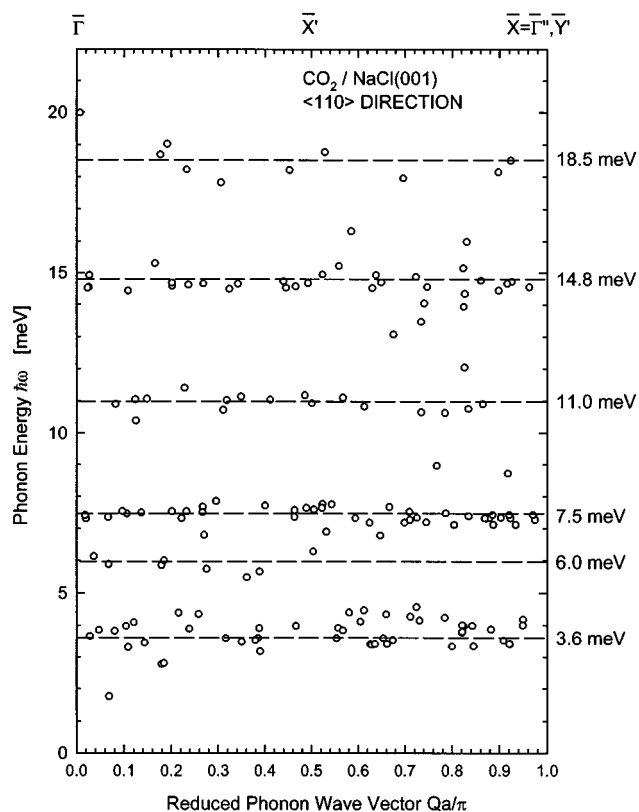 Γ̅ X̅' X̅=Γ̅'',Y̅'
CO₂ / NaCl(001)
<110> DIRECTION
20
18.5 meV
15
14.8 meV
11.0 meV
10
7.5 meV
6.0 meV
5
3.6 meV
0
Phonon Energy ħω [meV]
0.0 0.1 0.2 0.3 0.4 0.5 0.6 0.7 0.8 0.9 1.0
Reduced Phonon Wave Vector Qa/π